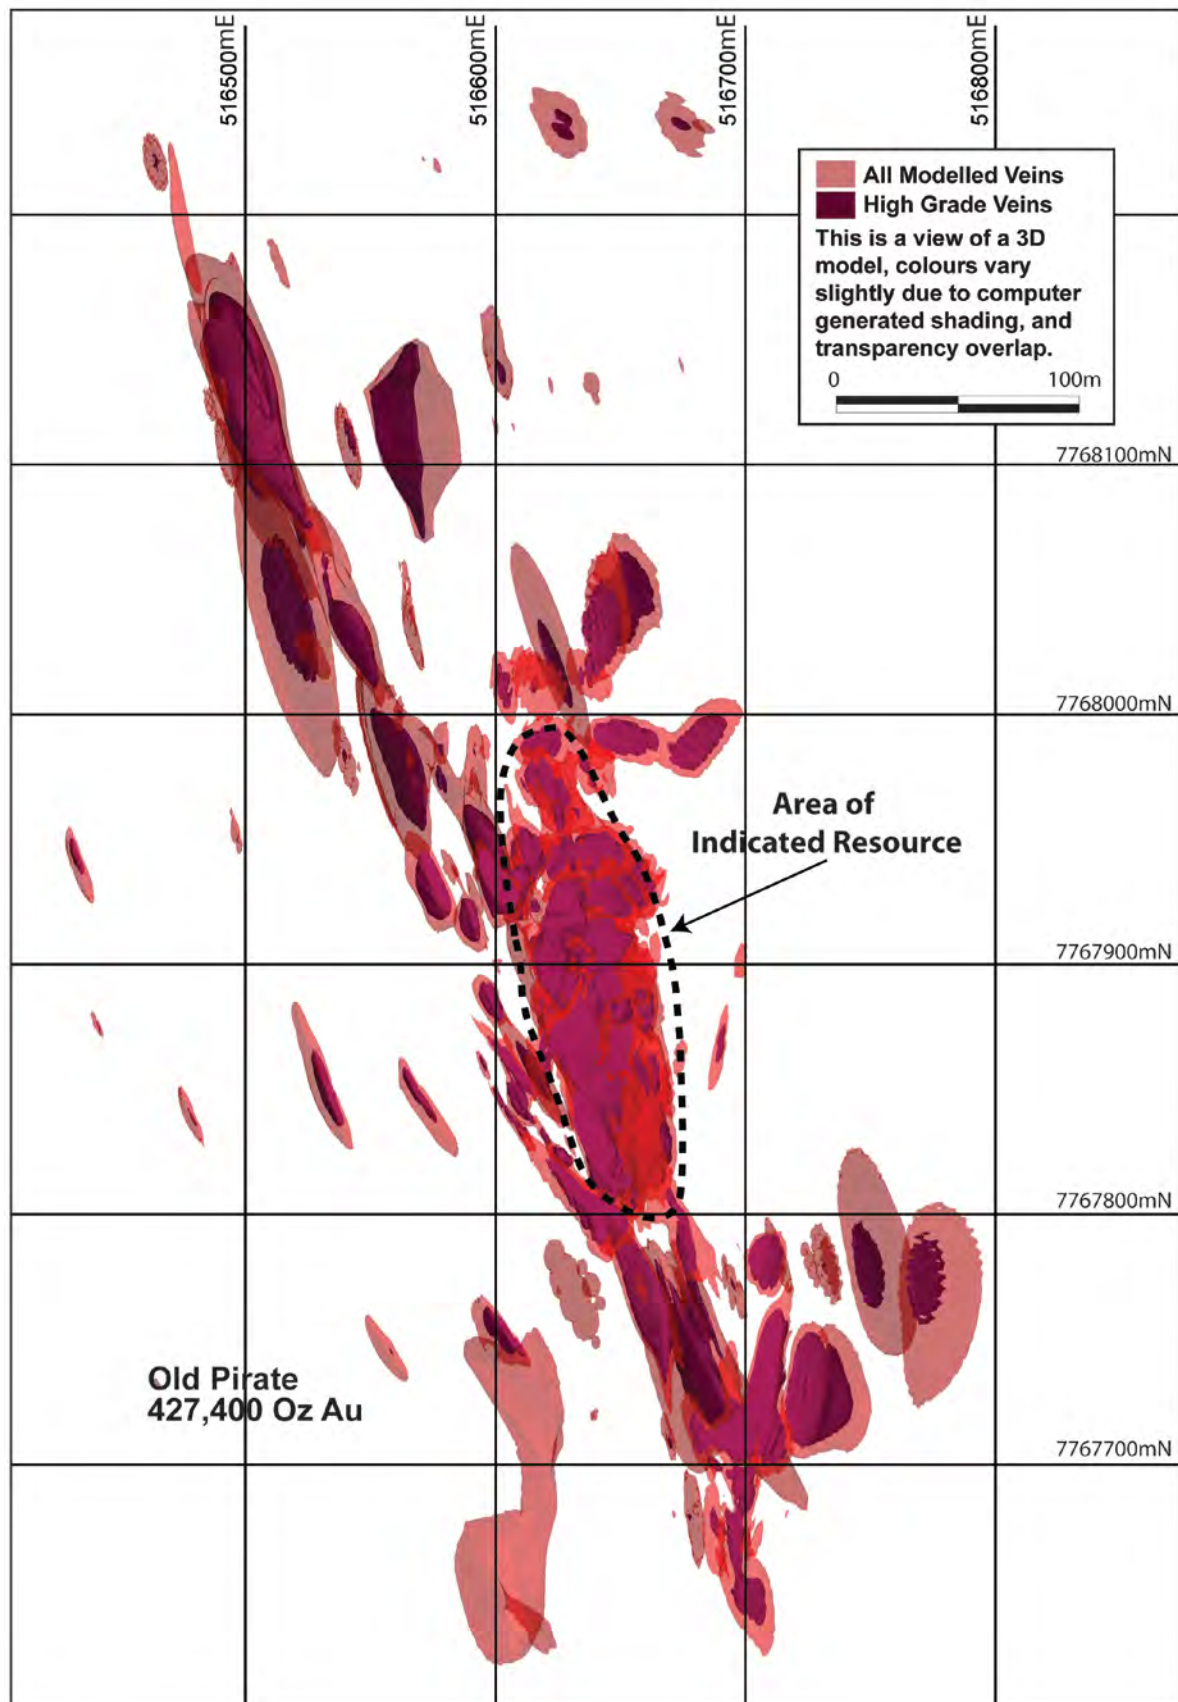 516500mE
516600mE
516700mE
516800mE
All Modelled Veins
High Grade Veins
This is a view of a 3D
model, colours vary
slightly due to computer
generated shading, and
transparency overlap.
0 100m
7768100mN
7768000mN
Area of
Indicated Resource
7767900mN
7767800mN
Old Pirate
427,400 Oz Au
7767700mN